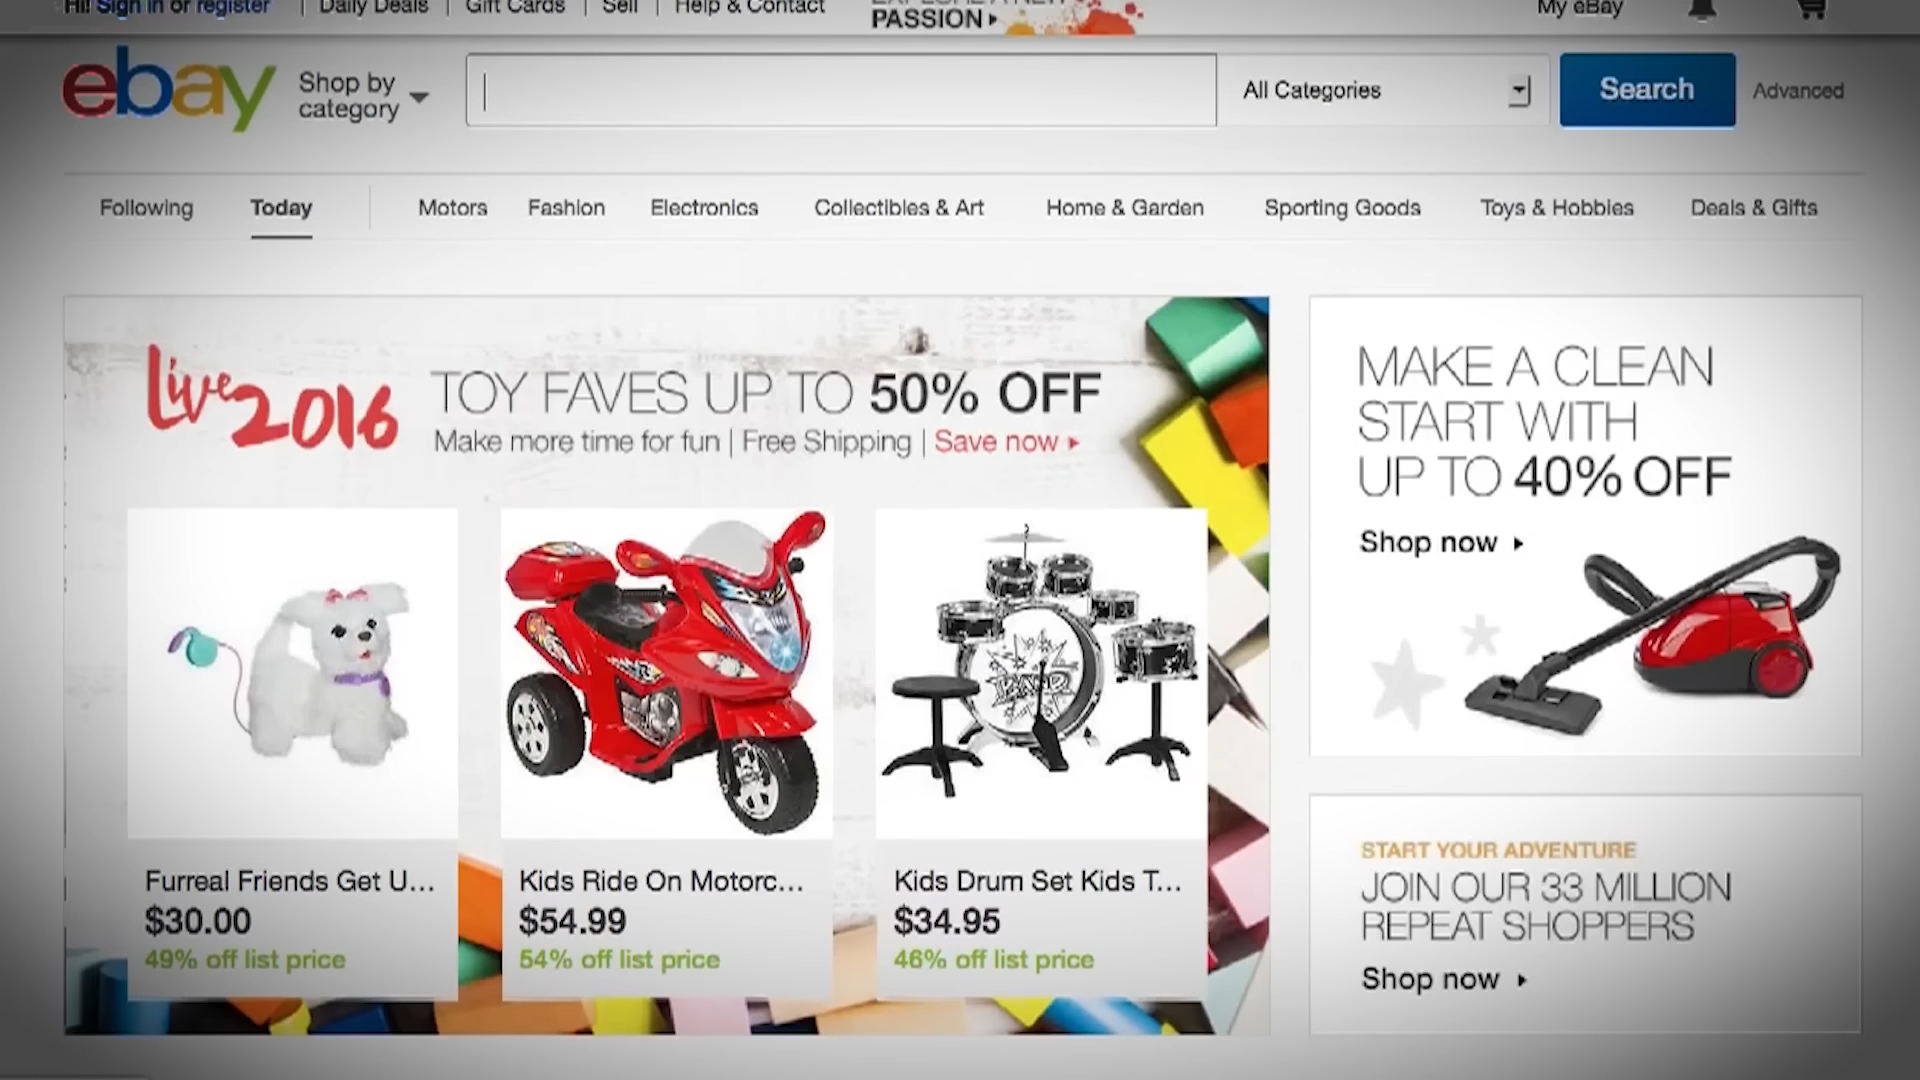 Hi! Sign in or register | Daily Deals | Gift Cards | Sell | Help & Contact
EXPLORE A NEW
PASSION
My eBay
ebay
Shop by
category
All Categories
Search
Advanced
Following
Today
Motors
Fashion
Electronics
Collectibles & Art
Home & Garden
Sporting Goods
Toys & Hobbies
Deals & Gifts
Live 2016
TOY FAVES UP TO 50% OFF
Make more time for fun | Free Shipping | Save now
Furreal Friends Get U...
$30.00
49% off list price
Kids Ride On Motorc...
$54.99
54% off list price
Kids Drum Set Kids T...
$34.95
46% off list price
MAKE A CLEAN
START WITH
UP TO 40% OFF
Shop now
START YOUR ADVENTURE
JOIN OUR 33 MILLION
REPEAT SHOPPERS
Shop now